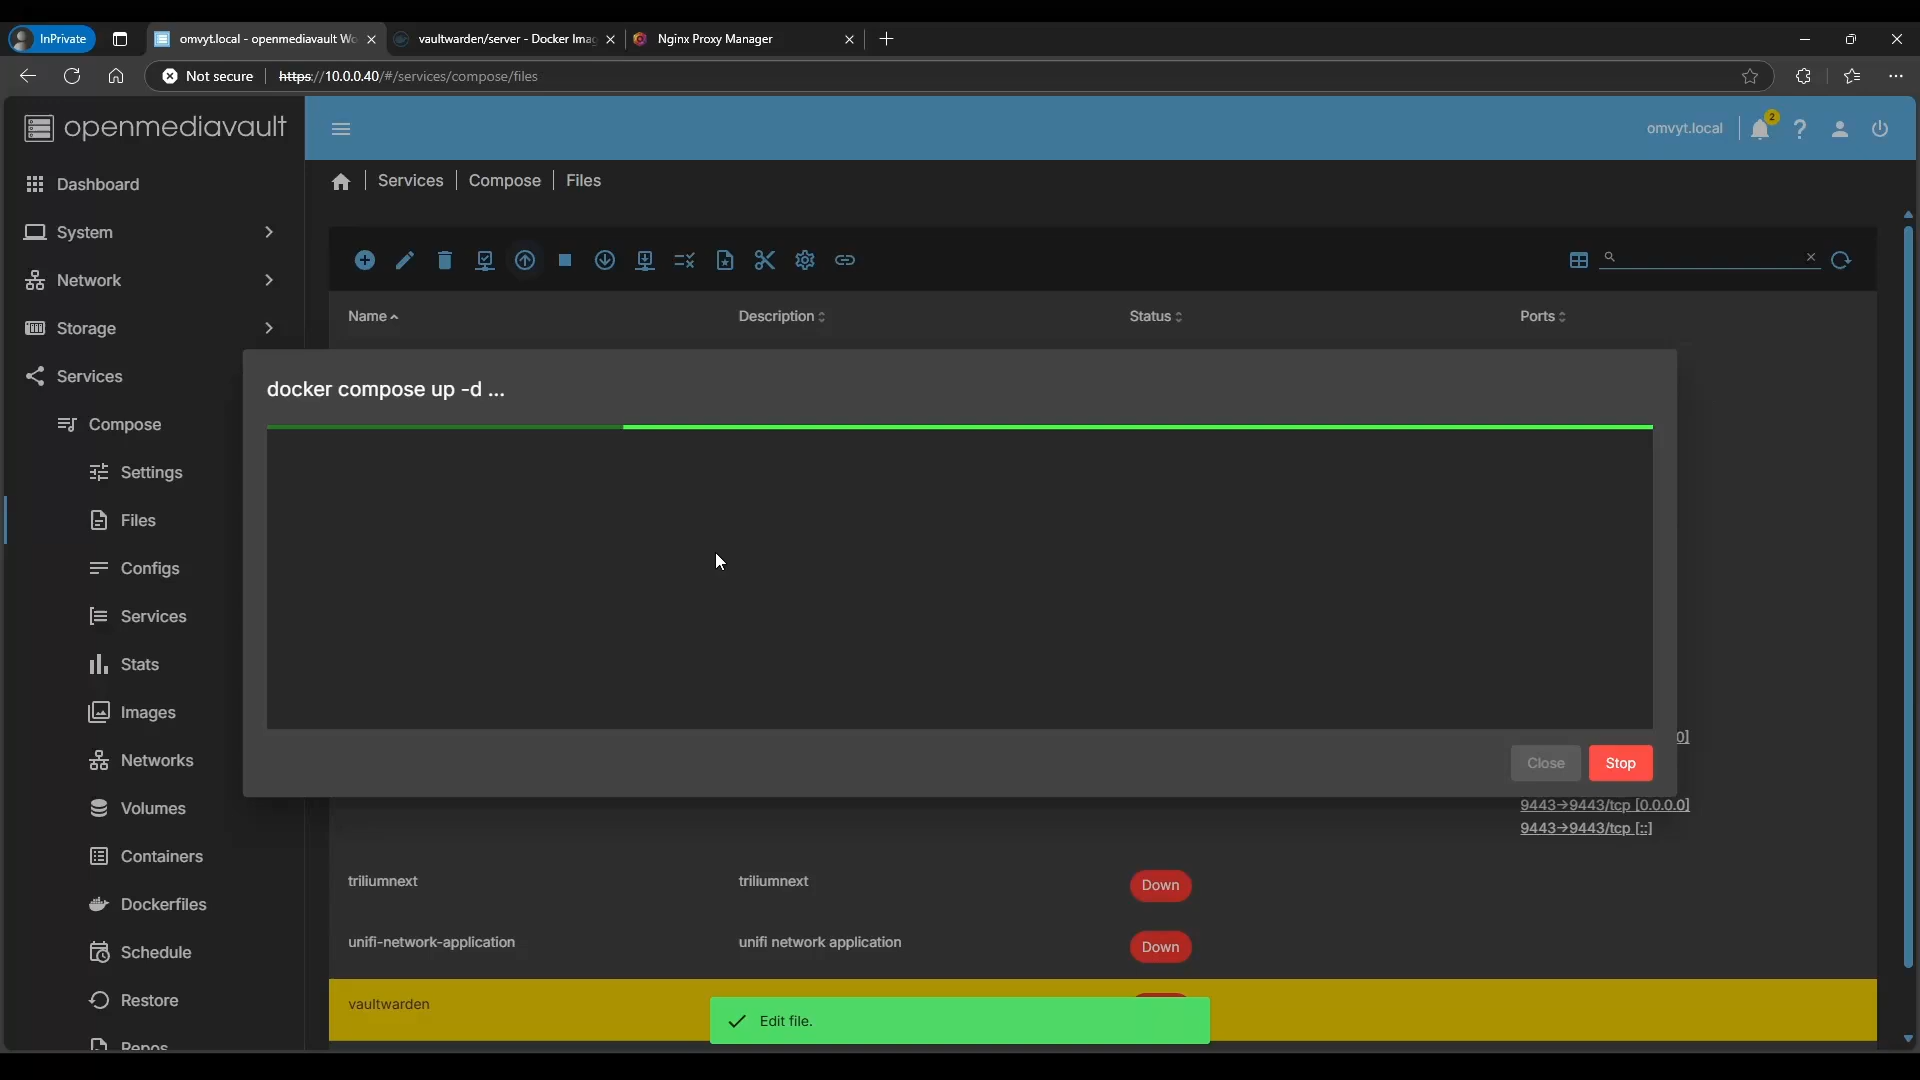 InPrivate
omvyt.local - openmediavault Wo
vaultwarden/server - Docker Imag
Nginx Proxy Manager
Not secure
https://10.0.0.40/#/services/compose/files
openmediavault
omvyt.local
2
Dashboard
Services
Compose
Files
System
Network
Storage
Name
Description
Status
Ports
Services
docker compose up -d ...
Compose
Settings
Files
Configs
Services
Stats
Images
0]
Networks
Close
Stop
Volumes
9443->9443/tcp [0.0.0.0]
9443->9443/tcp [::]
Containers
triliumnext
triliumnext
Down
Dockerfiles
unifi-network-application
unifi network application
Down
Schedule
Restore
vaultwarden
Edit file.
Repos